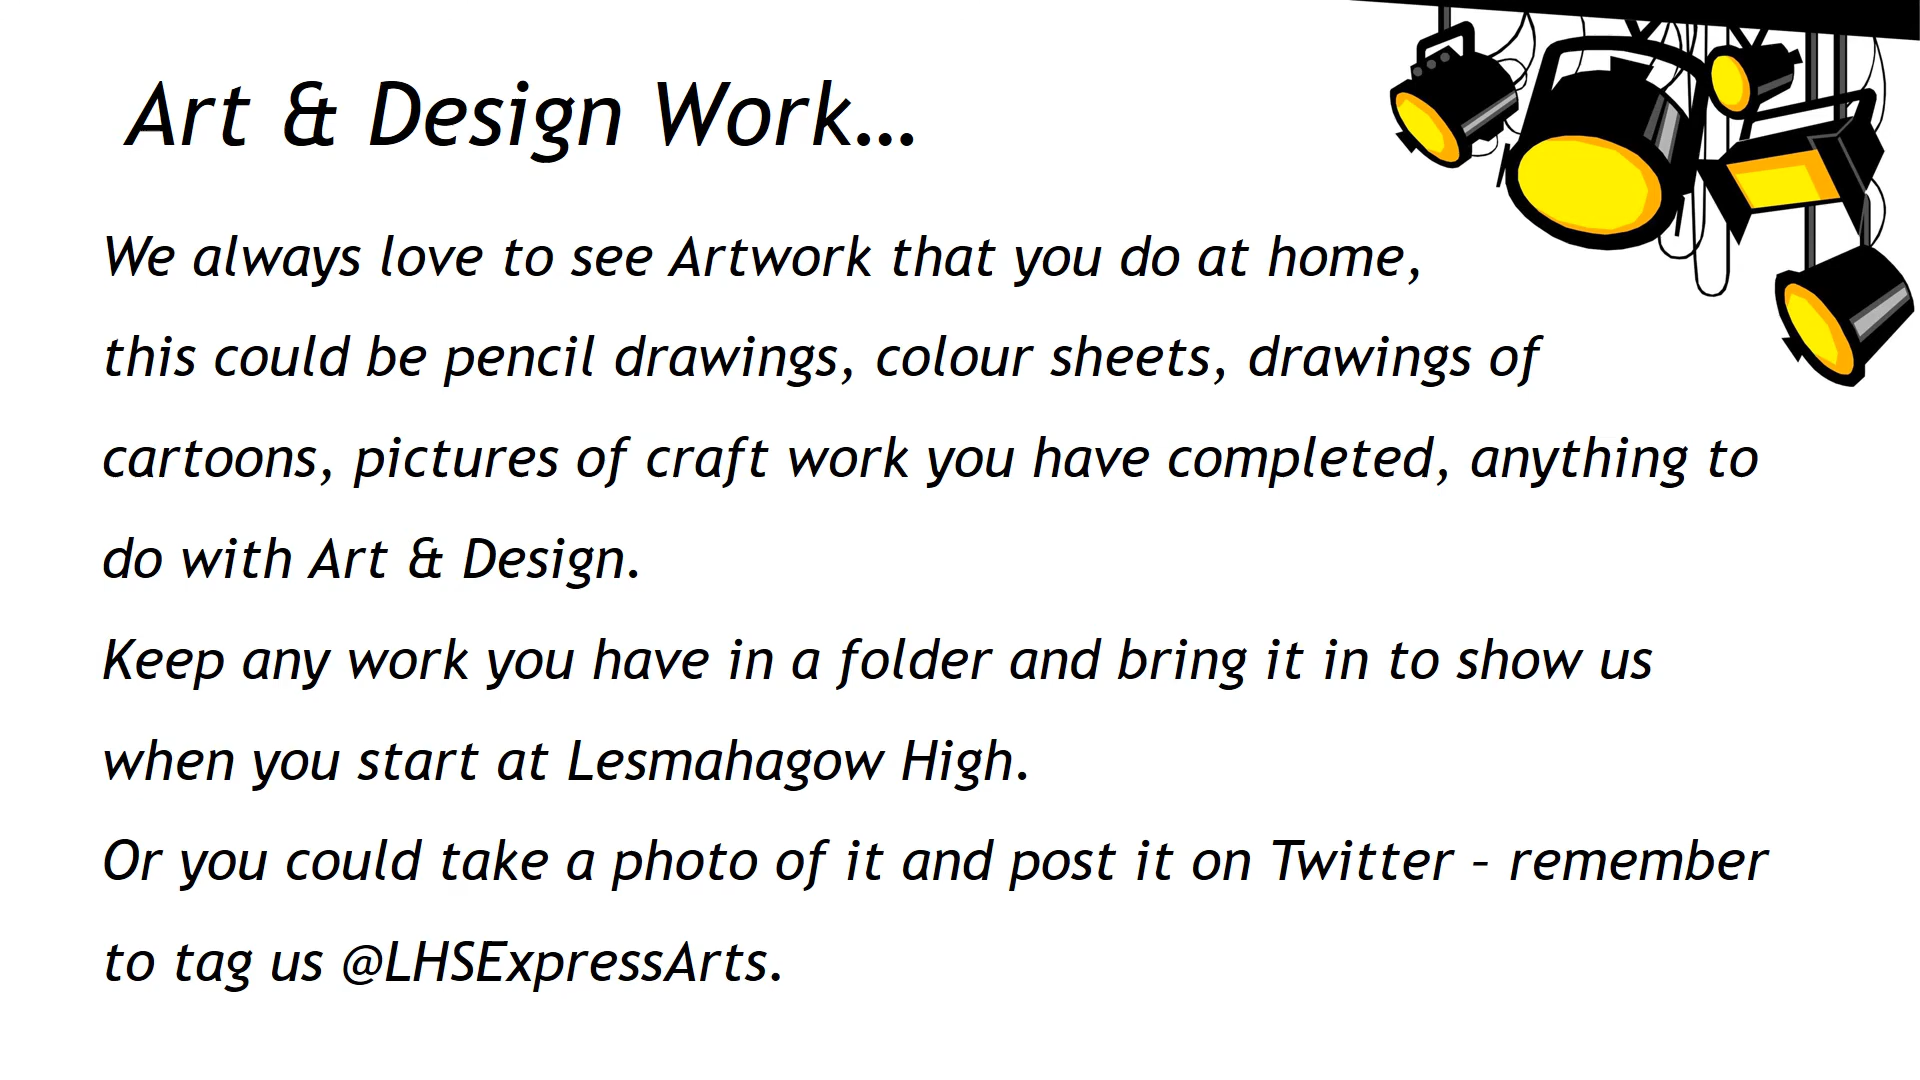 Art & Design Work…
We always love to see Artwork that you do at home,
this could be pencil drawings, colour sheets, drawings of
cartoons, pictures of craft work you have completed, anything to
do with Art & Design.
Keep any work you have in a folder and bring it in to show us
when you start at Lesmahagow High.
Or you could take a photo of it and post it on Twitter – remember
to tag us @LHSExpressArts.